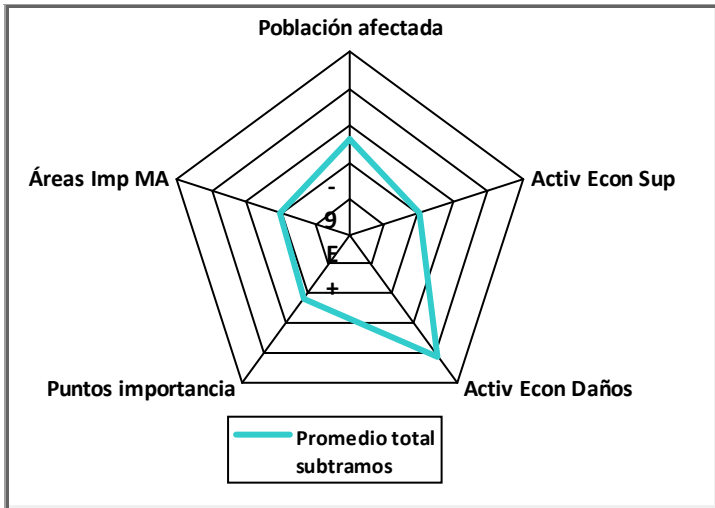 Población afectada
Áreas Imp MA
Activ Econ Sup
-
9
E
+
Puntos importancia
Activ Econ Daños
Promedio total
subtramos